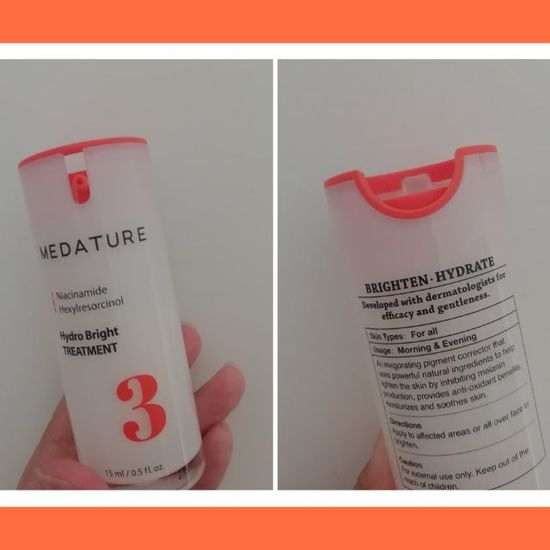 MEDATURE
Niacinamide
Hexylresorcinol
Hydro Bright
TREATMENT
3
15 ml / 0.5 fl oz.
BRIGHTEN · HYDRATE
Developed with dermatologists for
efficacy and gentleness.
Skin Types: For all
Usage: Morning & Evening
An invigorating pigment corrector that
uses powerful natural ingredients to help
lighten the skin by inhibiting melanin
production, provides anti-oxidant benefits,
moisturizes and soothes skin.
Directions
Apply to affected areas or all over face to
brighten.
Caution
For external use only. Keep out of the
reach of children.